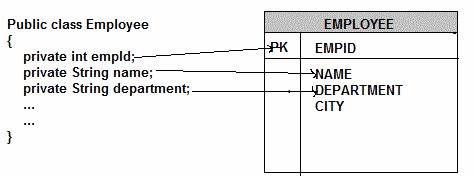 Public class Employee
{
private int empId;
private String name;
private String department;
...
...
}
EMPLOYEE
PK EMPID
NAME
DEPARTMENT
CITY